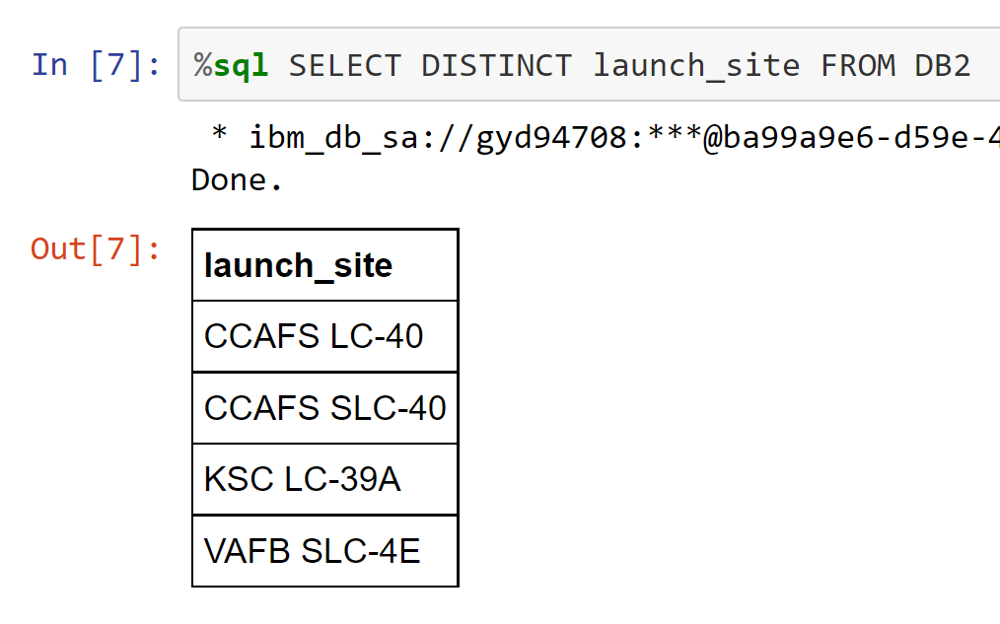 In [7]: %sql SELECT DISTINCT launch_site FROM DB2
* ibm_db_sa://gyd94708:***@ba99a9e6-d59e-4
Done.
Out[7]:
launch_site
CCAFS LC-40
CCAFS SLC-40
KSC LC-39A
VAFB SLC-4E